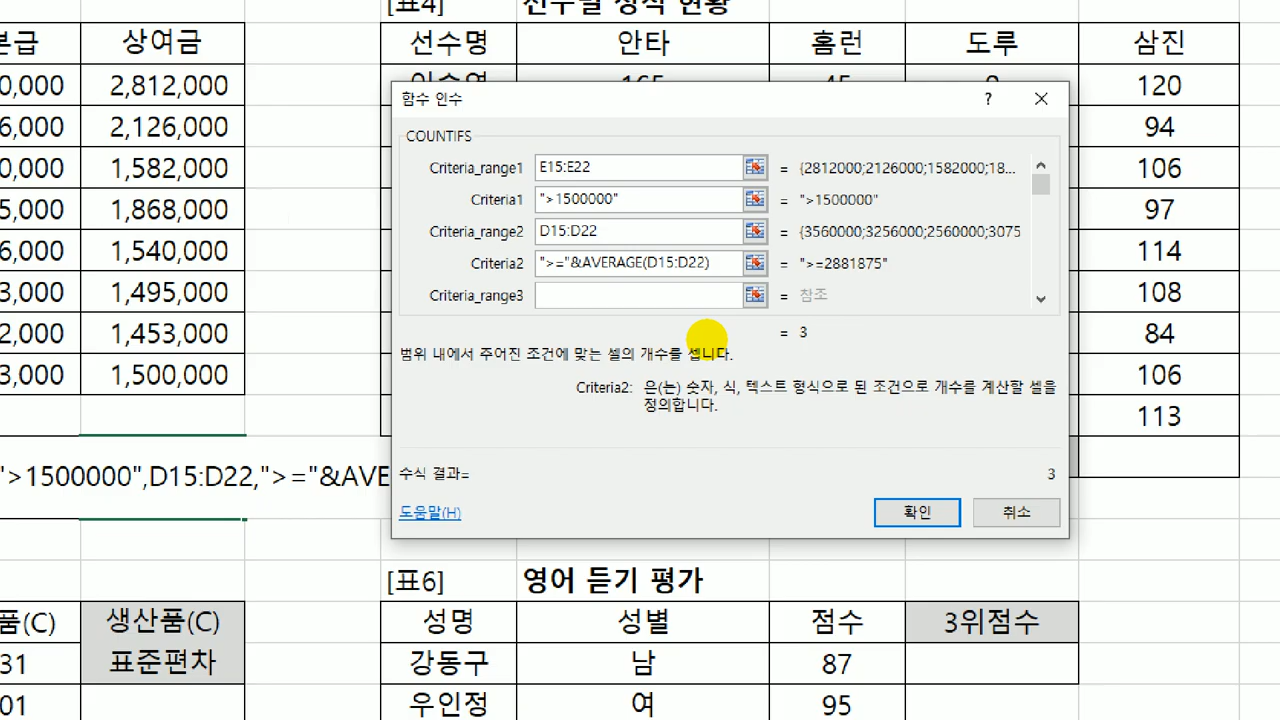 [표4]
본급 상여금
선수명 안타 홈런 도루 삼진
0,000 2,812,000 165 45 120
6,000 2,126,000 94
0,000 1,582,000 106
5,000 1,868,000 97
6,000 1,540,000 114
3,000 1,495,000 108
2,000 1,453,000 84
3,000 1,500,000 106
113
함수 인수 ?
COUNTIFS
Criteria_range1 E15:E22 = {2812000;2126000;1582000;18...
Criteria1 ">1500000" = ">1500000"
Criteria_range2 D15:D22 = {3560000;3256000;2560000;3075
Criteria2 ">="&AVERAGE(D15:D22) = ">=2881875"
Criteria_range3 = 참조
= 3
범위 내에서 주어진 조건에 맞는 셀의 개수를 셉니다.
Criteria2: 은(는) 숫자, 식, 텍스트 형식으로 된 조건으로 개수를 계산할 셀을
정의합니다.
수식 결과= 3
도움말(H) 확인 취소
">1500000",D15:D22,">="&AVE
[표6] 영어 듣기 평가
품(C) 생산품(C)
표준편차
성명 성별 점수 3위점수
31 강동구 남 87
01 우인정 여 95